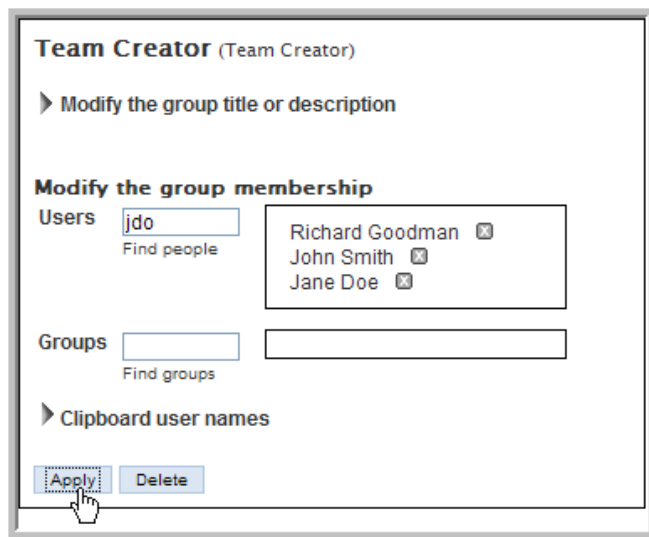 Team Creator (Team Creator)
Modify the group title or description
Modify the group membership
Users jdo
Find people
Richard Goodman x
John Smith x
Jane Doe x
Groups
Find groups
Clipboard user names
Apply Delete